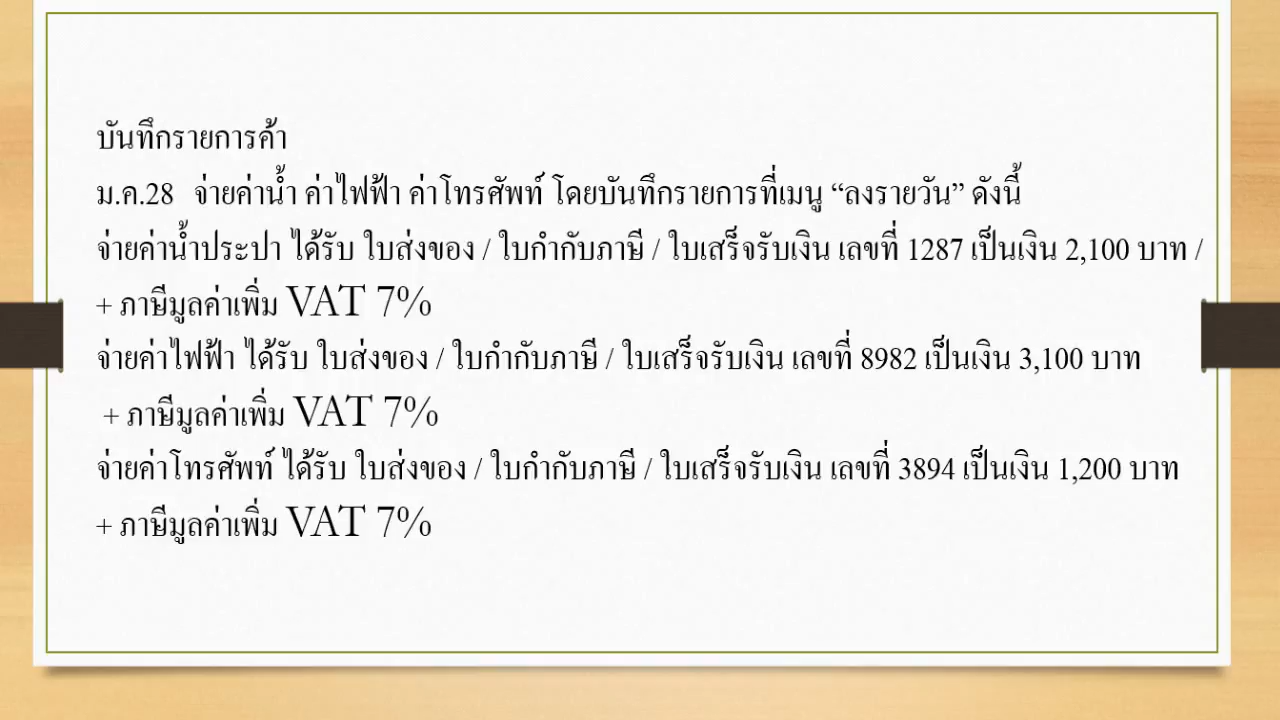 บันทึกรายการค้า
ม.ค.28 จ่ายค่าน้ำ ค่าไฟฟ้า ค่าโทรศัพท์ โดยบันทึกรายการที่เมนู “ลงรายวัน” ดังนี้
จ่ายค่าน้ำประปา ได้รับ ใบส่งของ / ใบกำกับภาษี / ใบเสร็จรับเงิน เลขที่ 1287 เป็นเงิน 2,100 บาท /
+ ภาษีมูลค่าเพิ่ม VAT 7%
จ่ายค่าไฟฟ้า ได้รับ ใบส่งของ / ใบกำกับภาษี / ใบเสร็จรับเงิน เลขที่ 8982 เป็นเงิน 3,100 บาท
+ ภาษีมูลค่าเพิ่ม VAT 7%
จ่ายค่าโทรศัพท์ ได้รับ ใบส่งของ / ใบกำกับภาษี / ใบเสร็จรับเงิน เลขที่ 3894 เป็นเงิน 1,200 บาท
+ ภาษีมูลค่าเพิ่ม VAT 7%